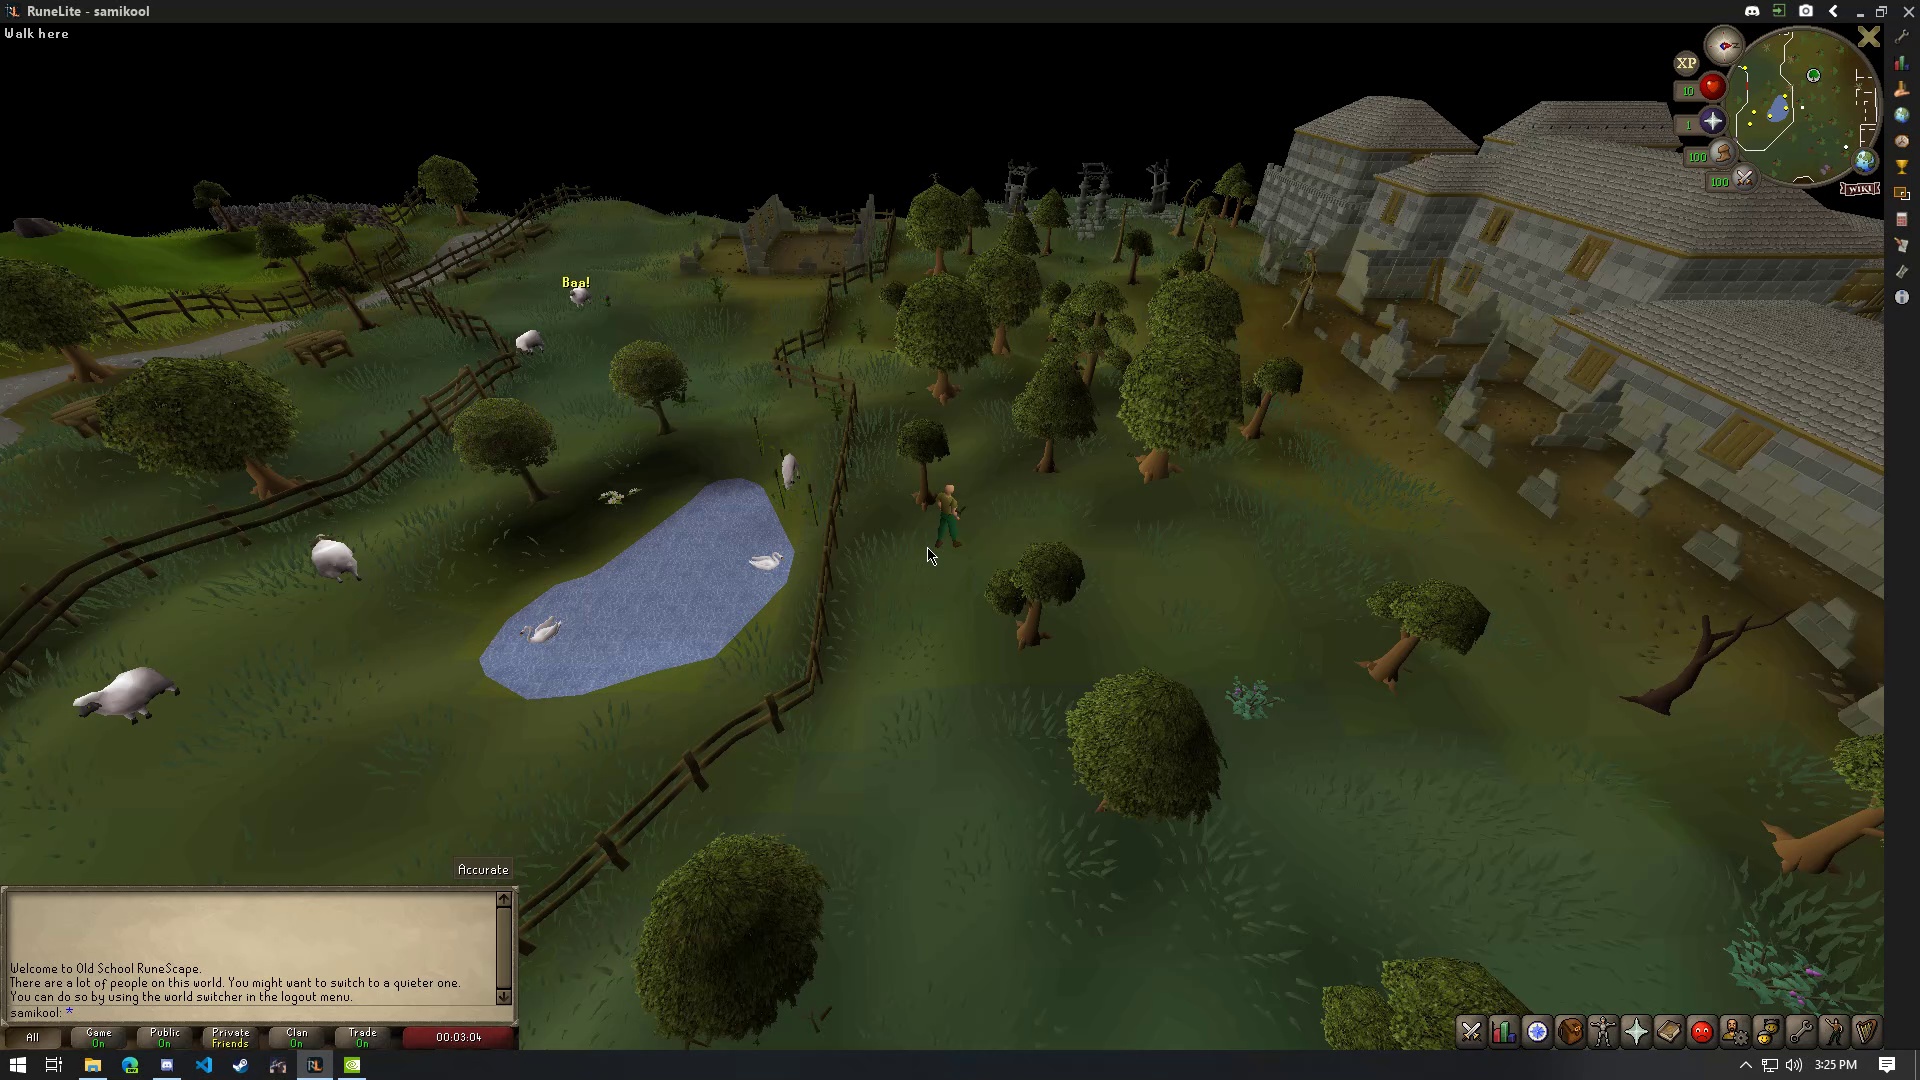 RuneLite - samikool
Walk here
XP
10
1
100
100
WIKI
Baa!
Accurate
Welcome to Old School RuneScape.
There are a lot of people on this world. You might want to switch to a quieter one.
You can do so by using the world switcher in the logout menu.
samikool: *
All
Game
On
Public
On
Private
Friends
Clan
On
Trade
On
00:03:04
3:25 PM